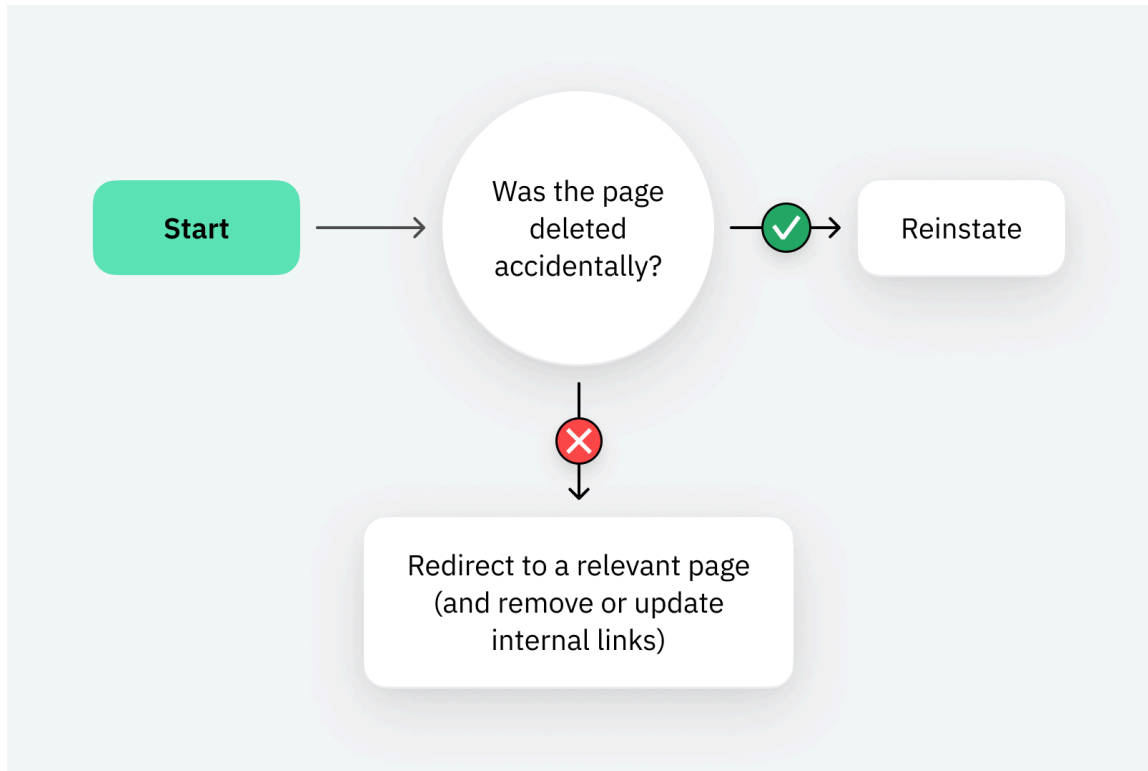 Start
Was the page
deleted
accidentally?
Reinstate
Redirect to a relevant page
(and remove or update
internal links)